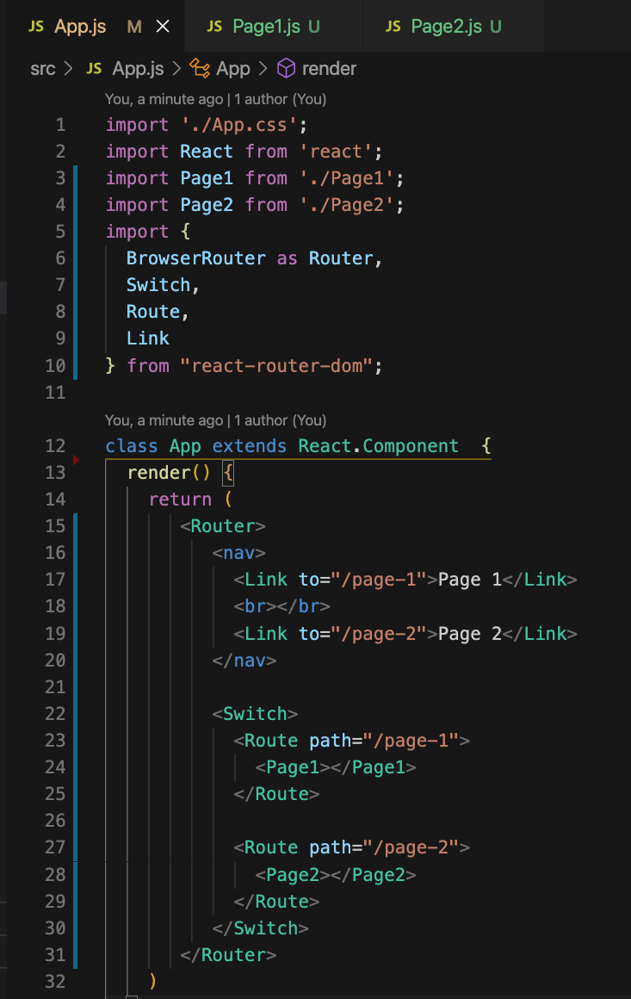 JS App.js M × JS Page1.js U JS Page2.js U
src > JS App.js > App > render
You, a minute ago | 1 author (You)
1 import './App.css';
2 import React from 'react';
3 import Page1 from './Page1';
4 import Page2 from './Page2';
5 import {
6 BrowserRouter as Router,
7 Switch,
8 Route,
9 Link
10 } from "react-router-dom";
11
You, a minute ago | 1 author (You)
12 class App extends React.Component  {
13 render() {
14 return (
15 <Router>
16 <nav>
17 <Link to="/page-1">Page 1</Link>
18 <br></br>
19 <Link to="/page-2">Page 2</Link>
20 </nav>
21
22 <Switch>
23 <Route path="/page-1">
24 <Page1></Page1>
25 </Route>
26
27 <Route path="/page-2">
28 <Page2></Page2>
29 </Route>
30 </Switch>
31 </Router>
32 )